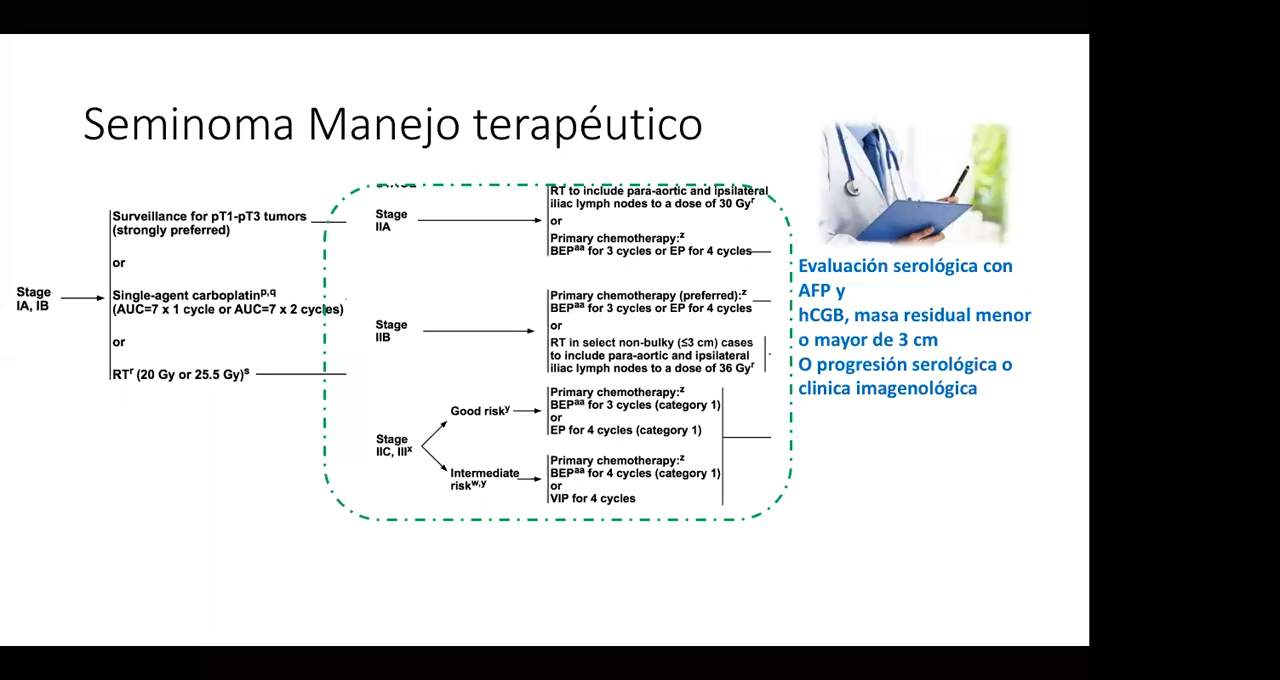 Seminoma Manejo terapéutico
Stage
IA, IB
Surveillance for pT1-pT3 tumors
(strongly preferred)
or
Single-agent carboplatinp,q
(AUC=7 x 1 cycle or AUC=7 x 2 cycles)
or
RTr (20 Gy or 25.5 Gy)s
Stage
IIA
RT to include para-aortic and ipsilateral
iliac lymph nodes to a dose of 30 Gyr
or
Primary chemotherapy:z
BEPaa for 3 cycles or EP for 4 cycles
Stage
IIB
Primary chemotherapy (preferred):z
BEPaa for 3 cycles or EP for 4 cycles
or
RT in select non-bulky (≤3 cm) cases
to include para-aortic and ipsilateral
iliac lymph nodes to a dose of 36 Gyr
Stage
IIC, IIIx
Good risky
Primary chemotherapy:z
BEPaa for 3 cycles (category 1)
or
EP for 4 cycles (category 1)
Intermediate
riskw,y
Primary chemotherapy:z
BEPaa for 4 cycles (category 1)
or
VIP for 4 cycles
Evaluación serológica con
AFP y
hCGB, masa residual menor
o mayor de 3 cm
O progresión serológica o
clinica imagenológica